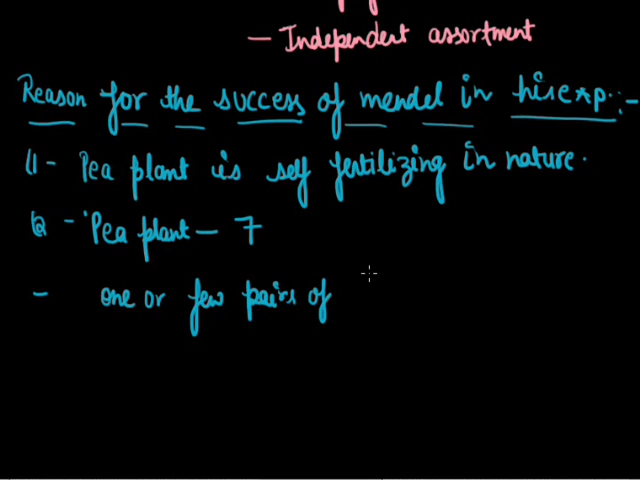 - Independent assortment
Reason for the success of mendel in his exp. :-
(1 - Pea plant is self fertilizing in nature.
- Pea plant - 7
- one or few pairs of